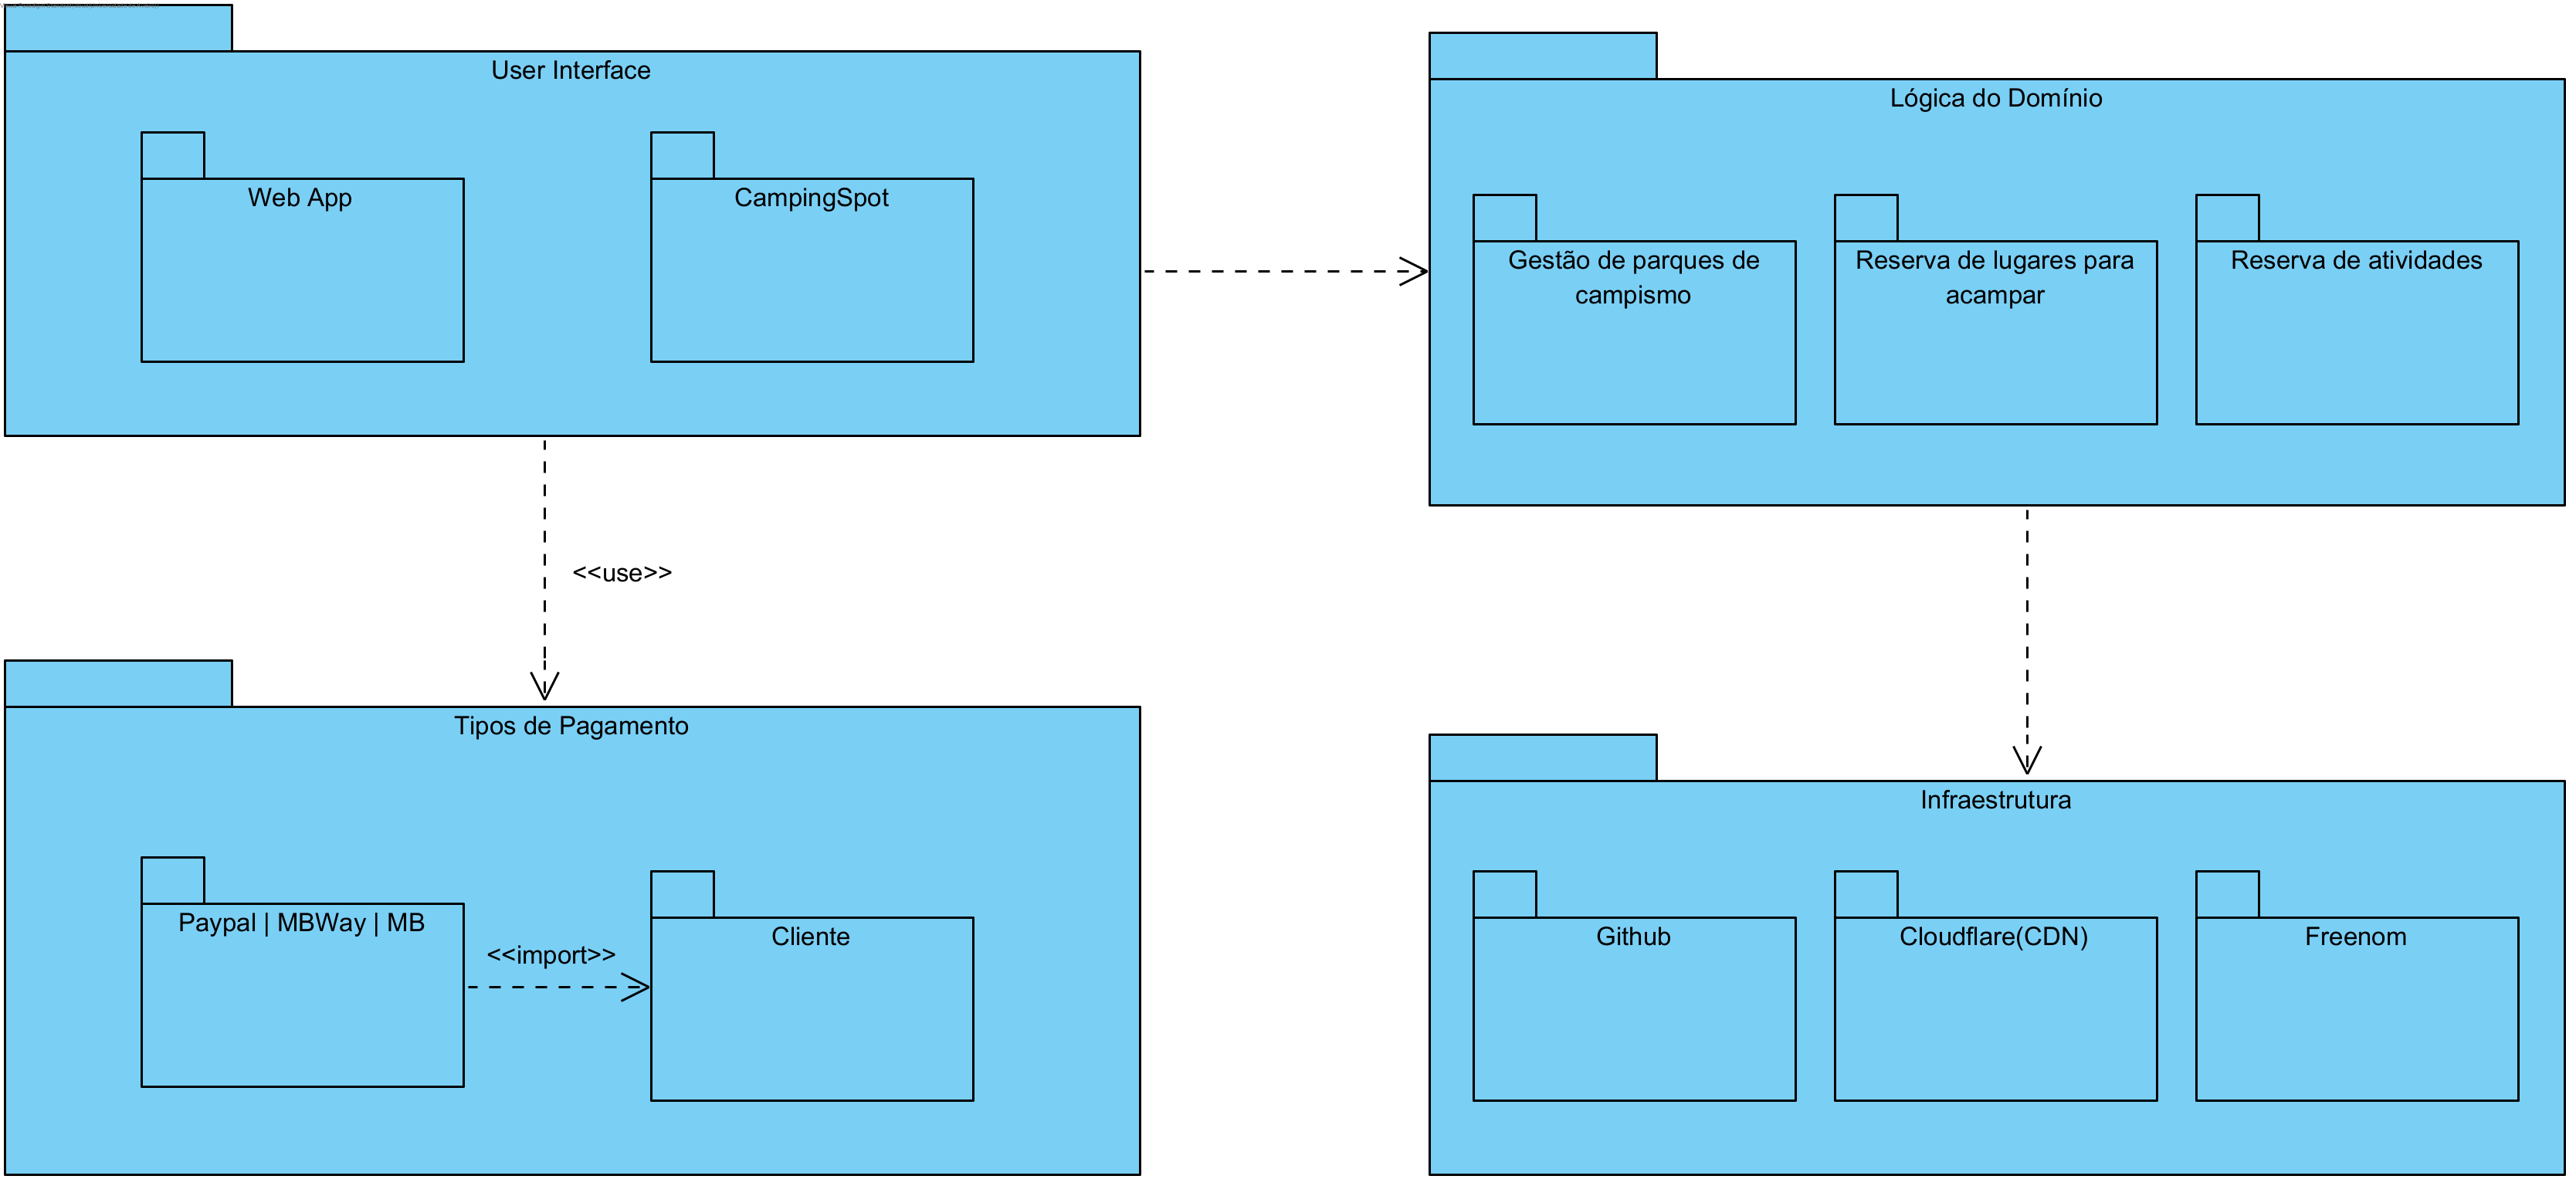 User Interface
Web App
CampingSpot
Lógica do Domínio
Gestão de parques de
campismo
Reserva de lugares para
acampar
Reserva de atividades
<<use>>
Tipos de Pagamento
Paypal | MBWay | MB
<<import>>
Cliente
Infraestrutura
Github
Cloudflare(CDN)
Freenom